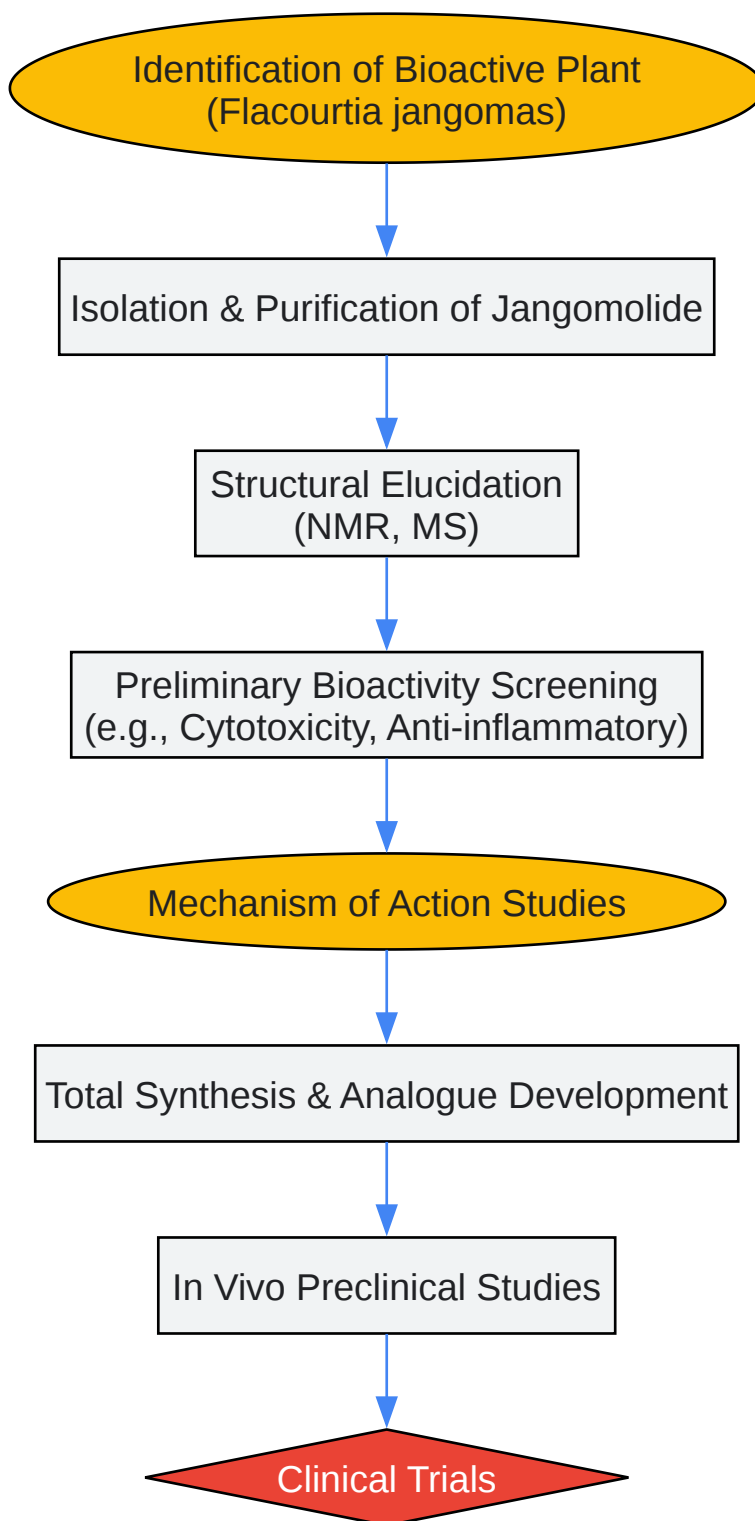 Identification of Bioactive Plant
(Flacourtia jangomas)
Isolation & Purification of Jangomolide
Structural Elucidation
(NMR, MS)
Preliminary Bioactivity Screening
(e.g., Cytotoxicity, Anti-inflammatory)
Mechanism of Action Studies
Total Synthesis & Analogue Development
In Vivo Preclinical Studies
Clinical Trials